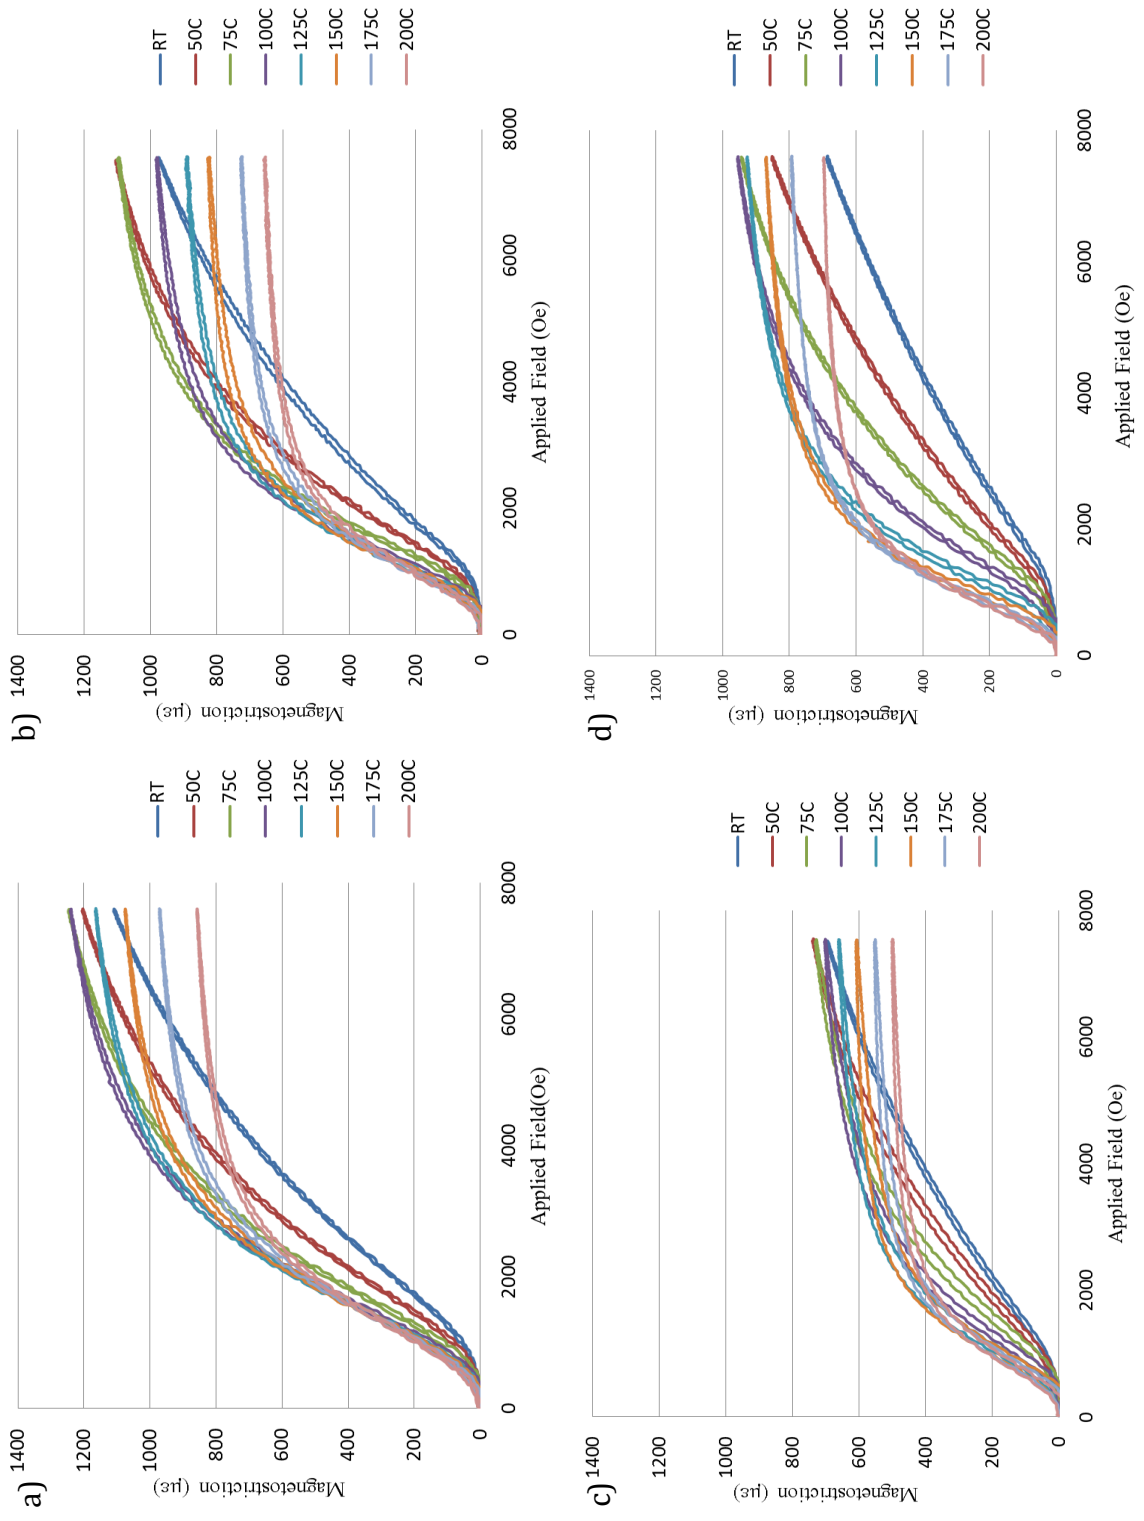 a)
Magnetostriction (με)
1400
1200
1000
800
600
400
200
0
0
2000
4000
6000
8000
Applied Field(Oe)
RT
50C
75C
100C
125C
150C
175C
200C
b)
Magnetostriction (με)
1400
1200
1000
800
600
400
200
0
0
2000
4000
6000
8000
Applied Field (Oe)
RT
50C
75C
100C
125C
150C
175C
200C
c)
Magnetostriction (με)
1400
1200
1000
800
600
400
200
0
0
2000
4000
6000
8000
Applied Field (Oe)
RT
50C
75C
100C
125C
150C
175C
200C
d)
Magnetostriction (με)
1400
1200
1000
800
600
400
200
0
0
2000
4000
6000
8000
Applied Field (Oe)
RT
50C
75C
100C
125C
150C
175C
200C